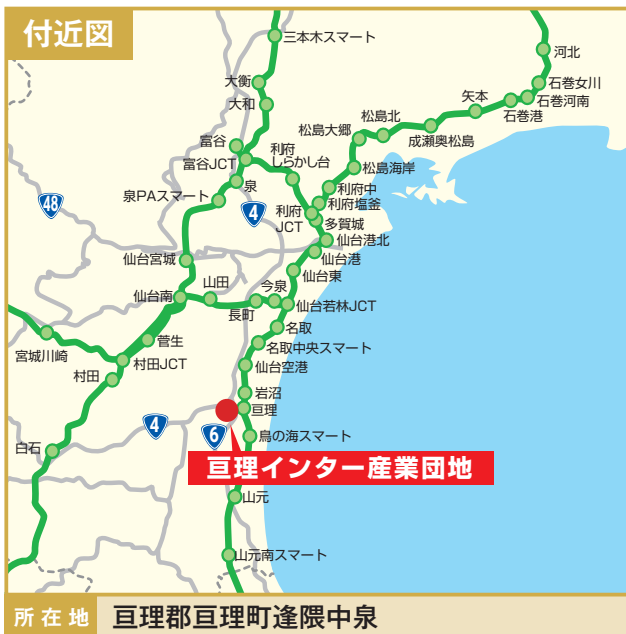 付近図
三本木スマート
河北
大衡
石巻女川
大和
矢本
石巻河南
石巻港
松島北
松島大郷
成瀬奥松島
富谷
利府
しらかし台
富谷JCT
松島海岸
泉
利府中
泉PAスマート
48
4
利府塩釜
利府
JCT
多賀城
仙台港北
仙台宮城
仙台港
仙台東
山田
今泉
仙台南
仙台若林JCT
長町
名取
菅生
宮城川崎
名取中央スマート
村田JCT
仙台空港
村田
岩沼
亘理
4
6
鳥の海スマート
白石
亘理インター産業団地
山元
山元南スマート
所在地
亘理郡亘理町逢隈中泉